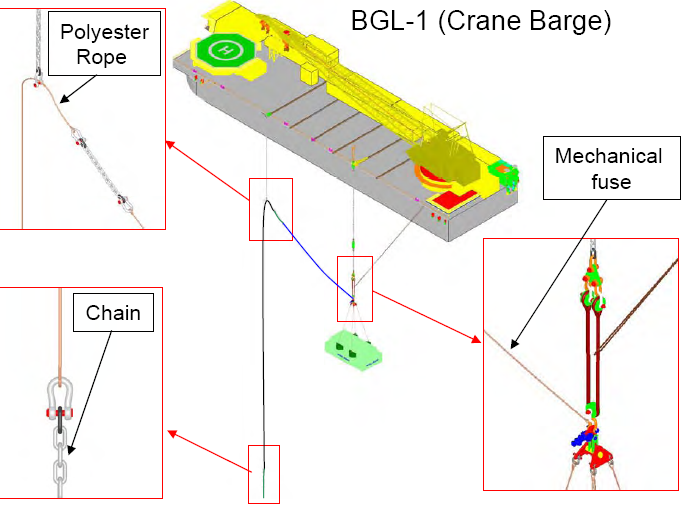 BGL-1 (Crane Barge)
Polyester
Rope
H
Mechanical
fuse
Chain